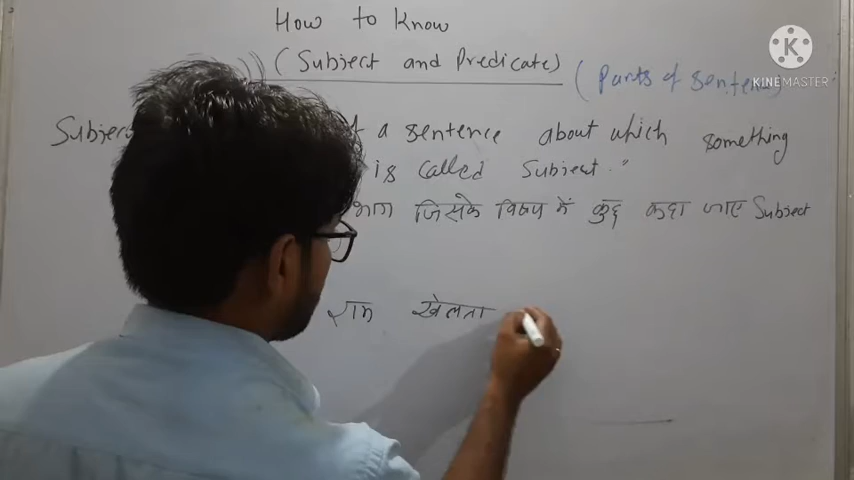 How to Know
(Subject and Predicate) (Parts of Sentence)
Subject a sentence about which something
is called Subject."
भाग जिसके विषय में कुछ कहा जाए Subject
राम खेलता
KINEMASTER